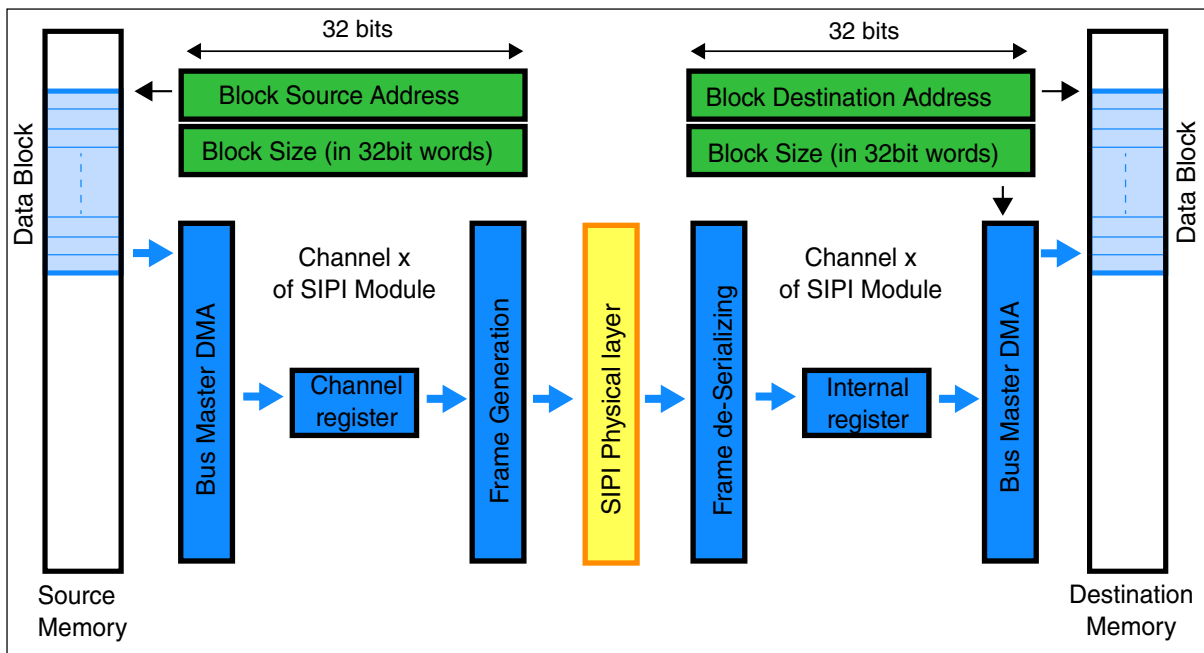 32 bits
32 bits
Block Source Address
Block Destination Address
Block Size (in 32bit words)
Block Size (in 32bit words)
Data Block
Data Block
Channel x
of SIPI Module
Channel x
of SIPI Module
Bus Master DMA
Channel
register
Frame Generation
SIPI Physical layer
Frame de-Serializing
Internal
register
Bus Master DMA
Source
Memory
Destination
Memory